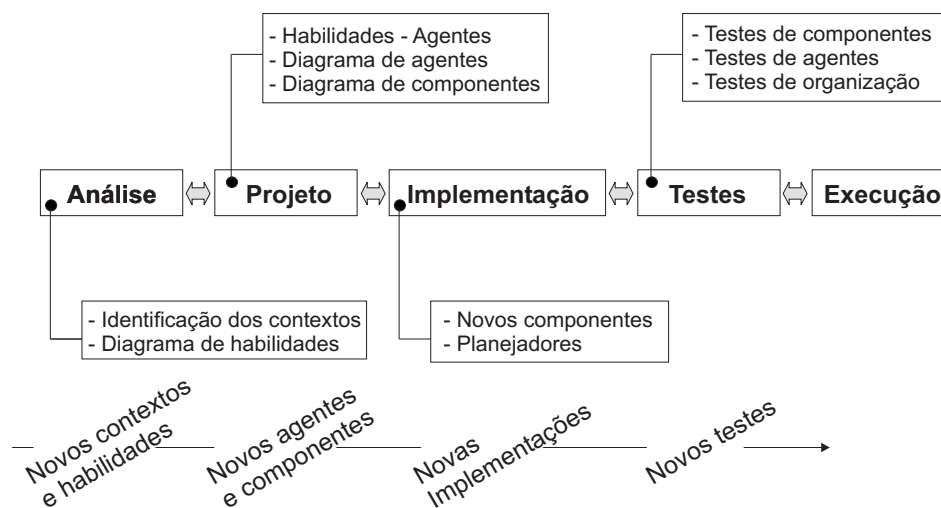 - Habilidades - Agentes
- Diagrama de agentes
- Diagrama de componentes
- Testes de componentes
- Testes de agentes
- Testes de organização
Análise
Projeto
Implementação
Testes
Execução
- Identificação dos contextos
- Diagrama de habilidades
- Novos componentes
- Planejadores
Novos contextos
e habilidades
Novos agentes
e componentes
Novas
Implementações
Novos testes